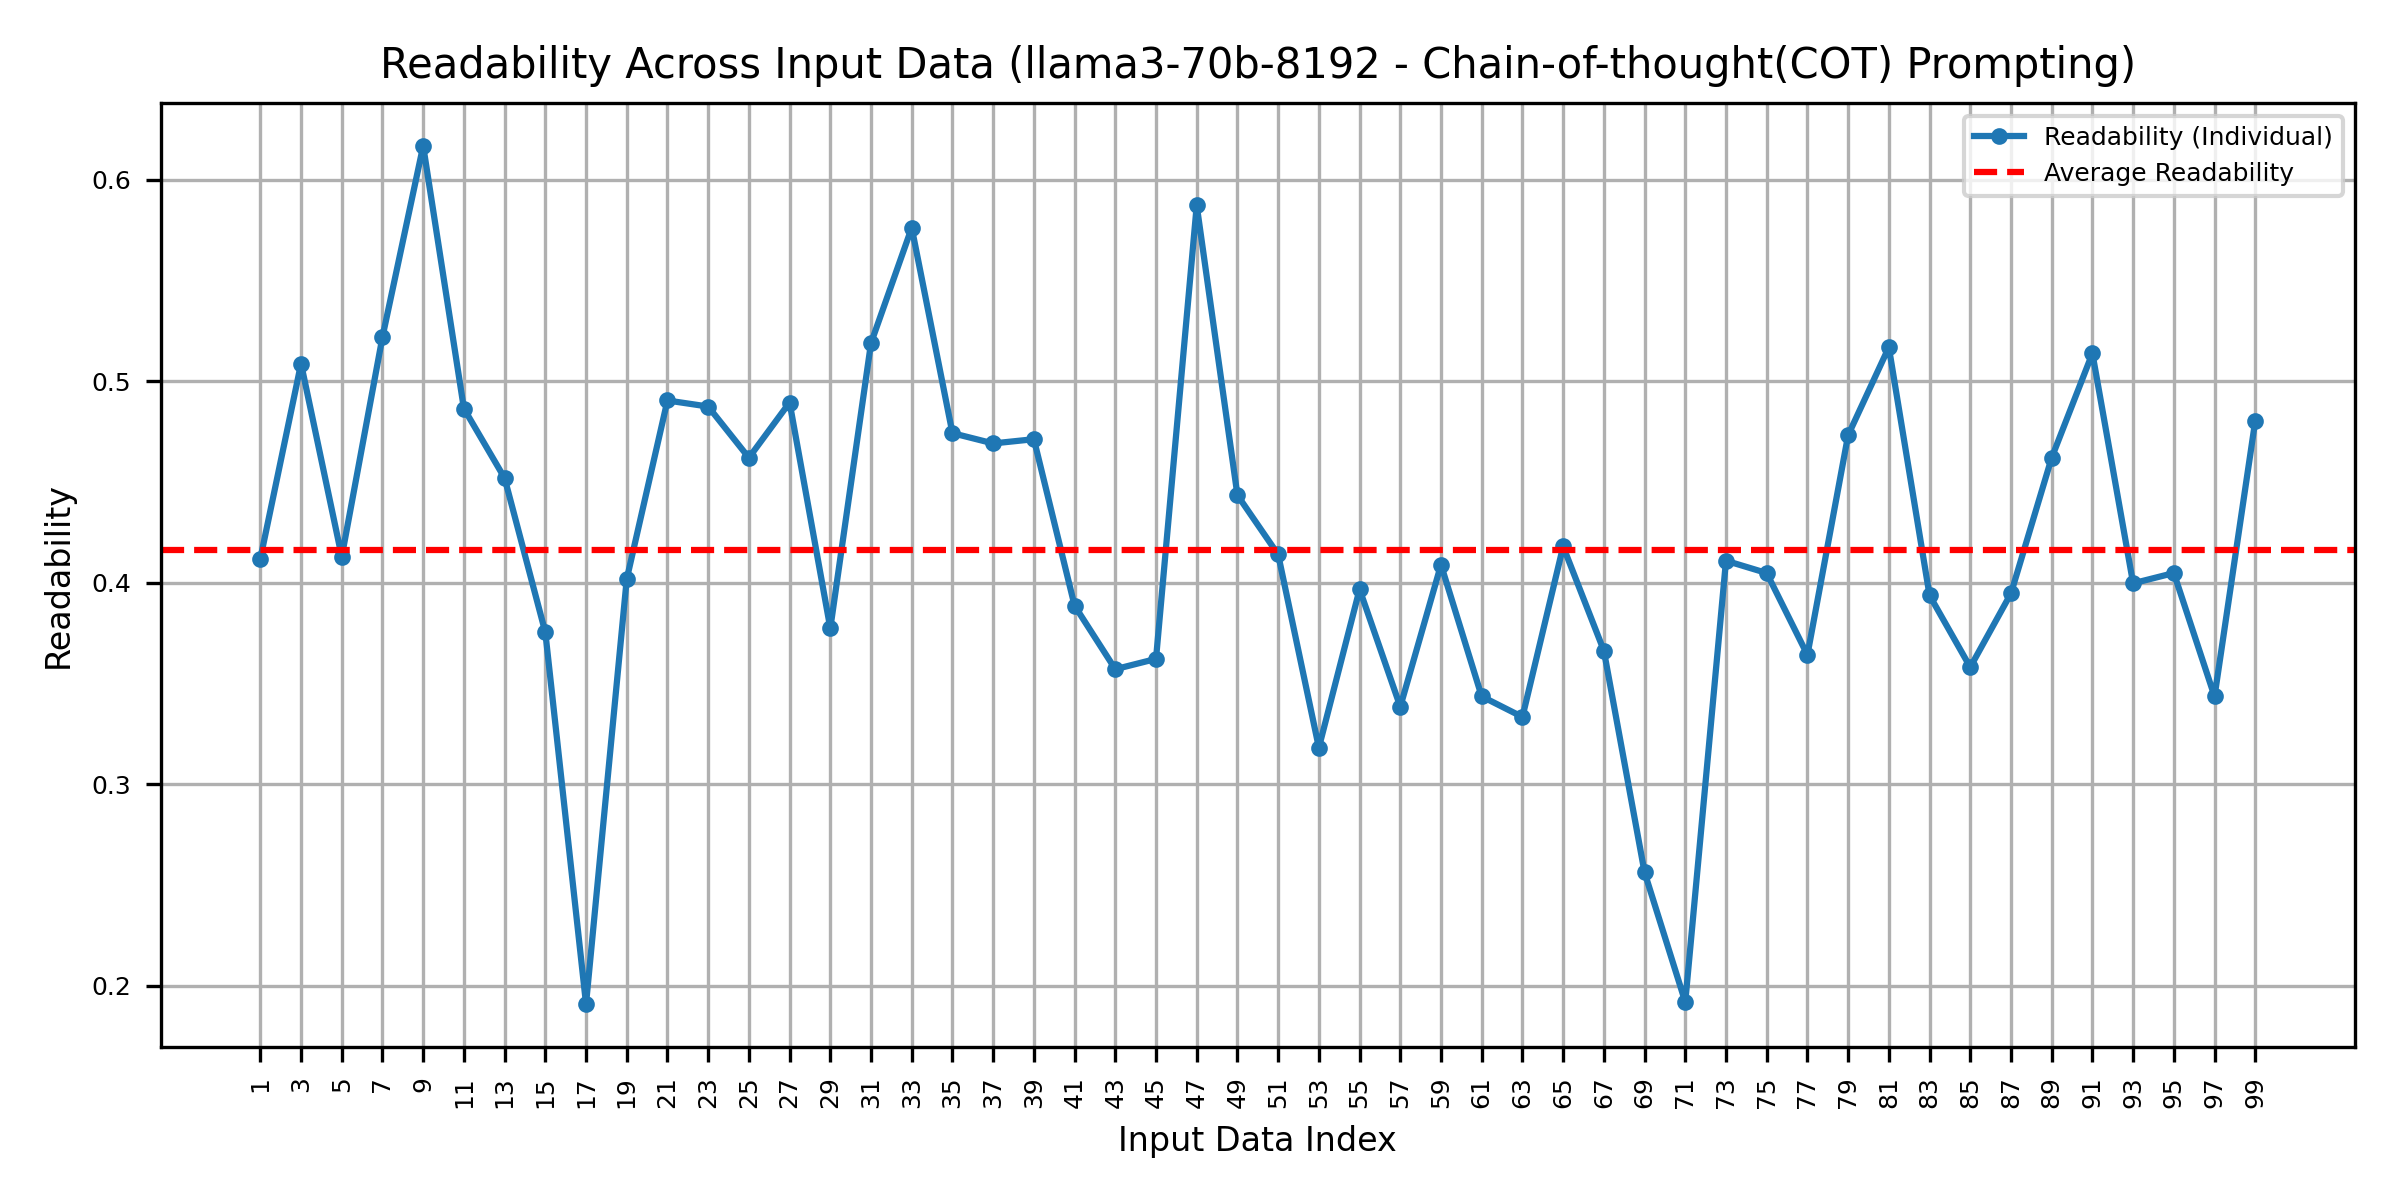 Readability Across Input Data (llama3-70b-8192 - Chain-of-thought(COT) Prompting)
Readability (Individual)
Average Readability
Readability
0.6
0.5
0.4
0.3
0.2
1 3 5 7 9 11 13 15 17 19 21 23 25 27 29 31 33 35 37 39 41 43 45 47 49 51 53 55 57 59 61 63 65 67 69 71 73 75 77 79 81 83 85 87 89 91 93 95 97 99
Input Data Index